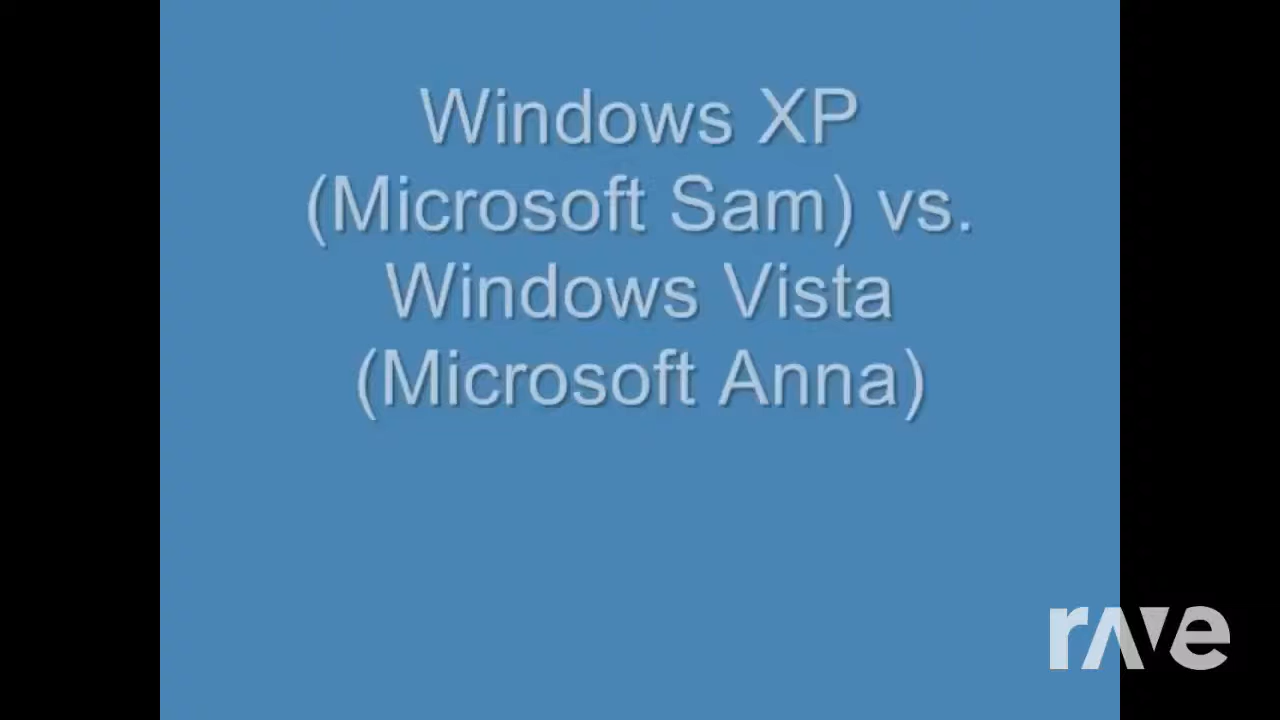 Windows XP
(Microsoft Sam) vs.
Windows Vista
(Microsoft Anna)
rave